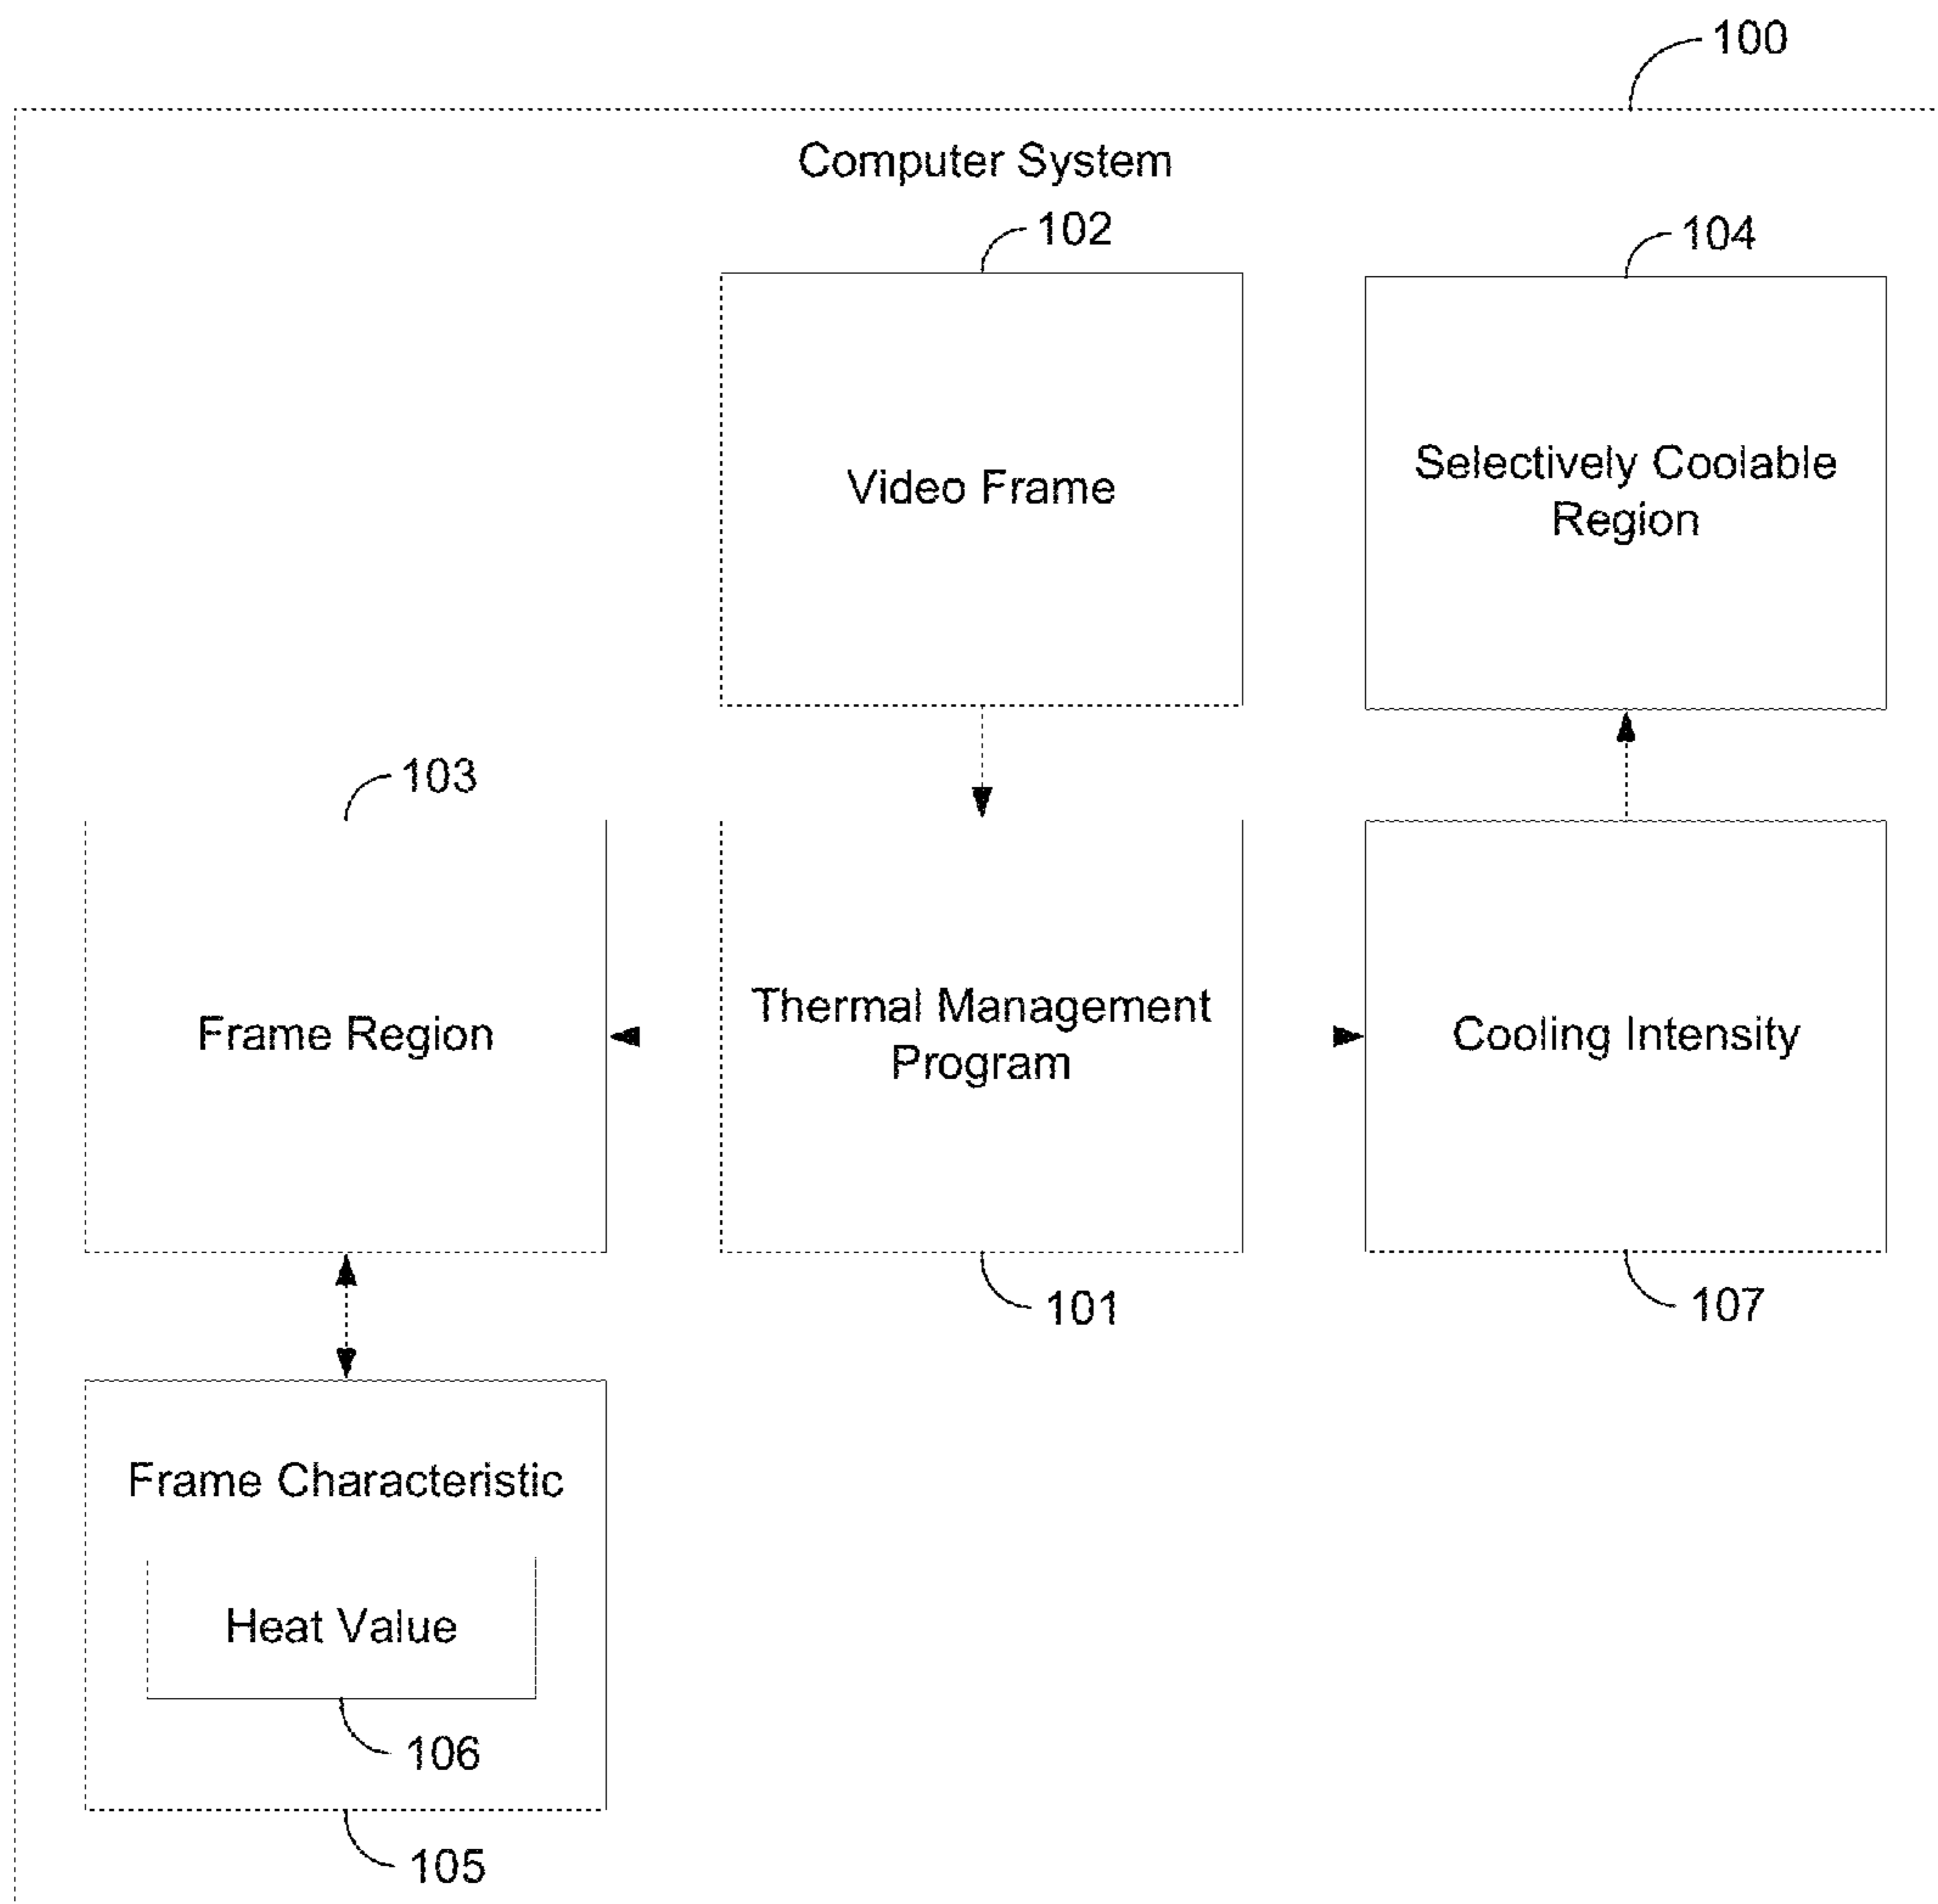 100
Computer System
102
104
Video Frame
Selectively Coolable
Region
103
Frame Region
Thermal Management
Program
Cooling Intensity
101
107
Frame Characteristic
Heat Value
106
105